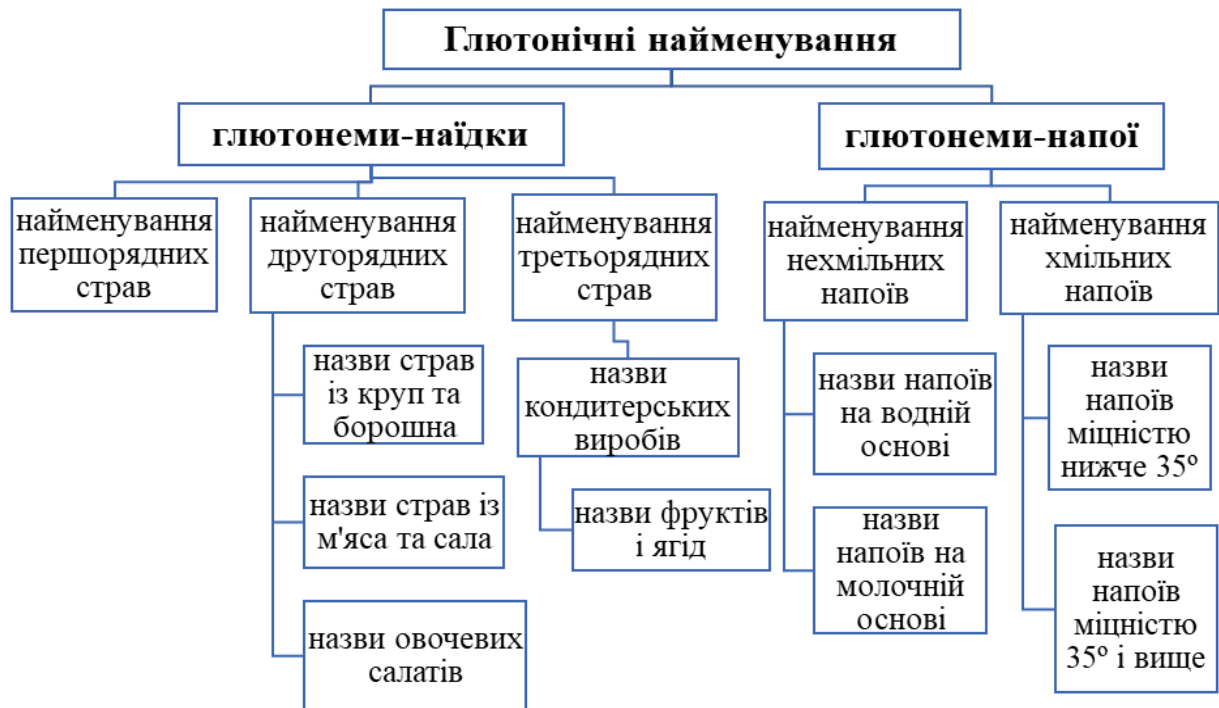 Глютонічні найменування
глютонеми-наїдки
глютонеми-напої
найменування
першорядних
страв
найменування
другорядних
страв
найменування
третьорядних
страв
найменування
нехмільних
напоїв
найменування
хмільних
напоїв
назви страв
із круп та
борошна
назви страв із
м'яса та сала
назви овочевих
салатів
назви
кондитерських
виробів
назви фруктів
і ягід
назви напоїв
на водній
основі
назви
напоїв на
молочній
основі
назви
напоїв
міцністю
нижче 35º
назви
напоїв
міцністю
35º і вище